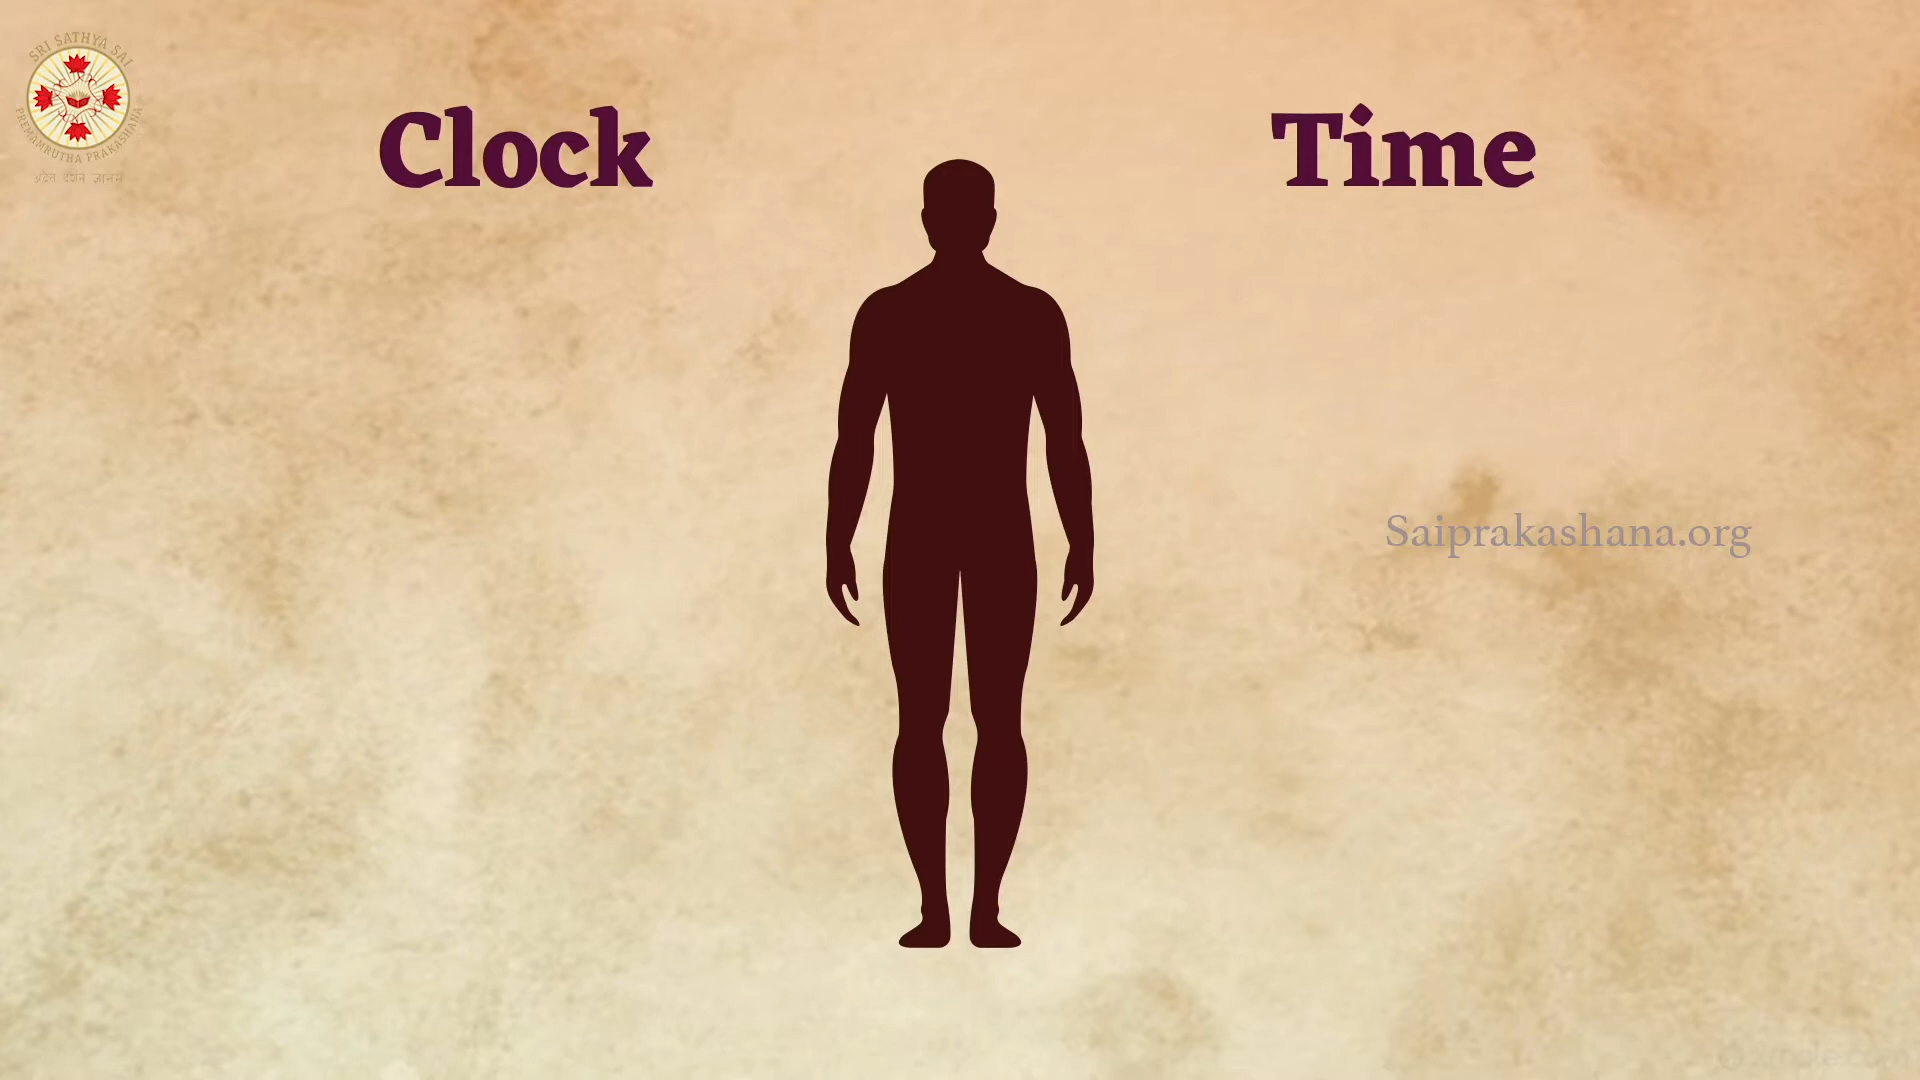 SRI SATHYA SAI
PREMAMRUTHA PRAKASHANA
Clock
Time
Saiprakashana.org